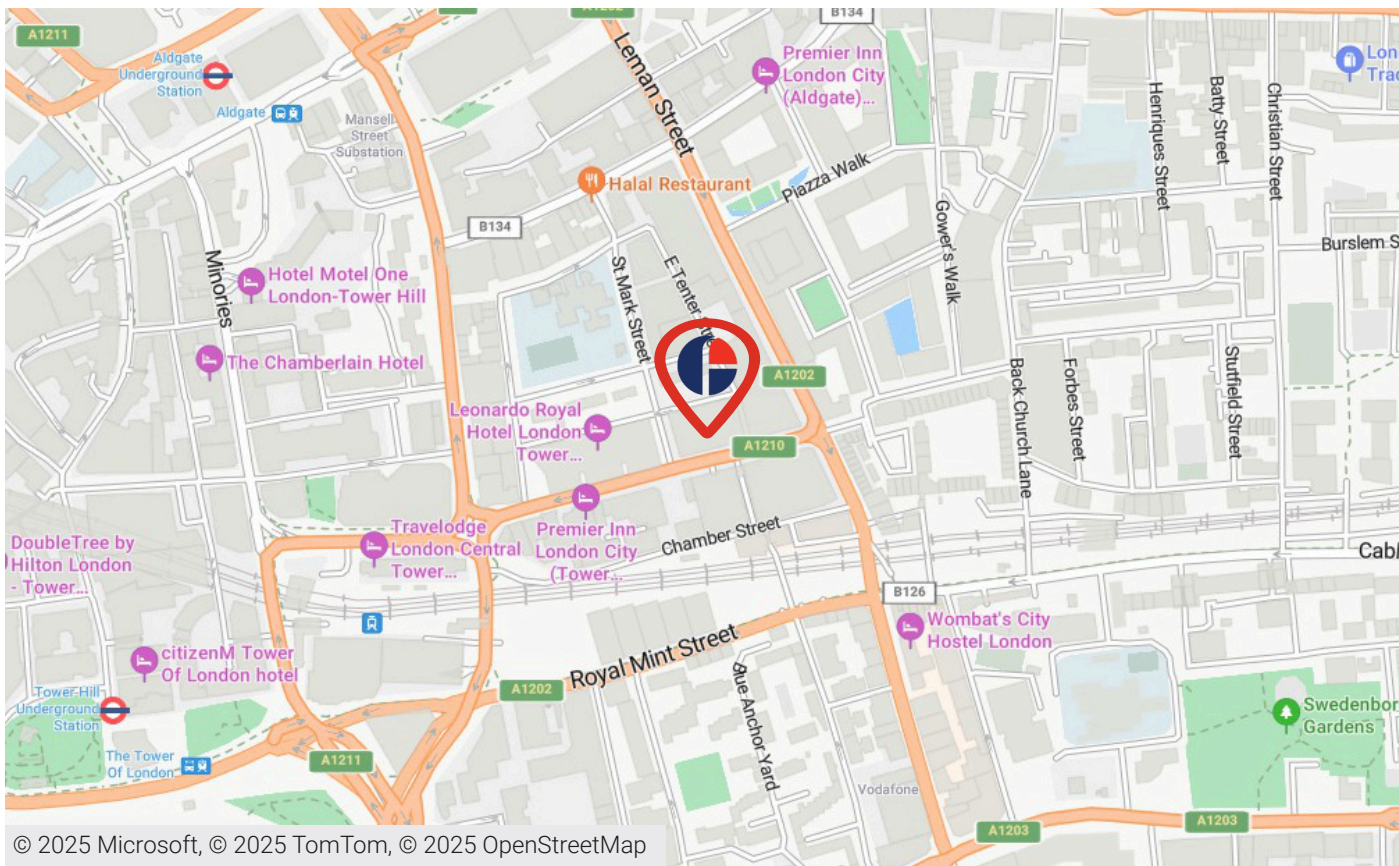 A1202
B134
A1211
Aldgate
Underground
Station
Leman Street
Premier Inn
London City
(Aldgate)...
Lon
Trac
Aldgate
Mansell
Street
Substation
Henriques Street
Batty Street
Christian Street
Halal Restaurant
Piazza Walk
B134
Gower's Walk
Burslem S
Minories
Hotel Motel One
London-Tower Hill
St Mark Street
E Tenter Stre
The Chamberlain Hotel
A1202
Back Church Lane
Forbes Street
Stutfield Street
Leonardo Royal
Hotel London
Tower...
A1210
Travelodge
London Central
Tower...
Premier Inn
London City
(Tower...
Chamber Street
DoubleTree by
Hilton London
- Tower...
Cabl
B126
Wombat's City
Hostel London
citizenM Tower
Of London hotel
Royal Mint Street
Tower Hill
Underground
Station
A1202
Blue Anchor Yard
Swedenbor
Gardens
The Tower
Of London
A1211
Vodafone
A1203
A1203
© 2025 Microsoft, © 2025 TomTom, © 2025 OpenStreetMap